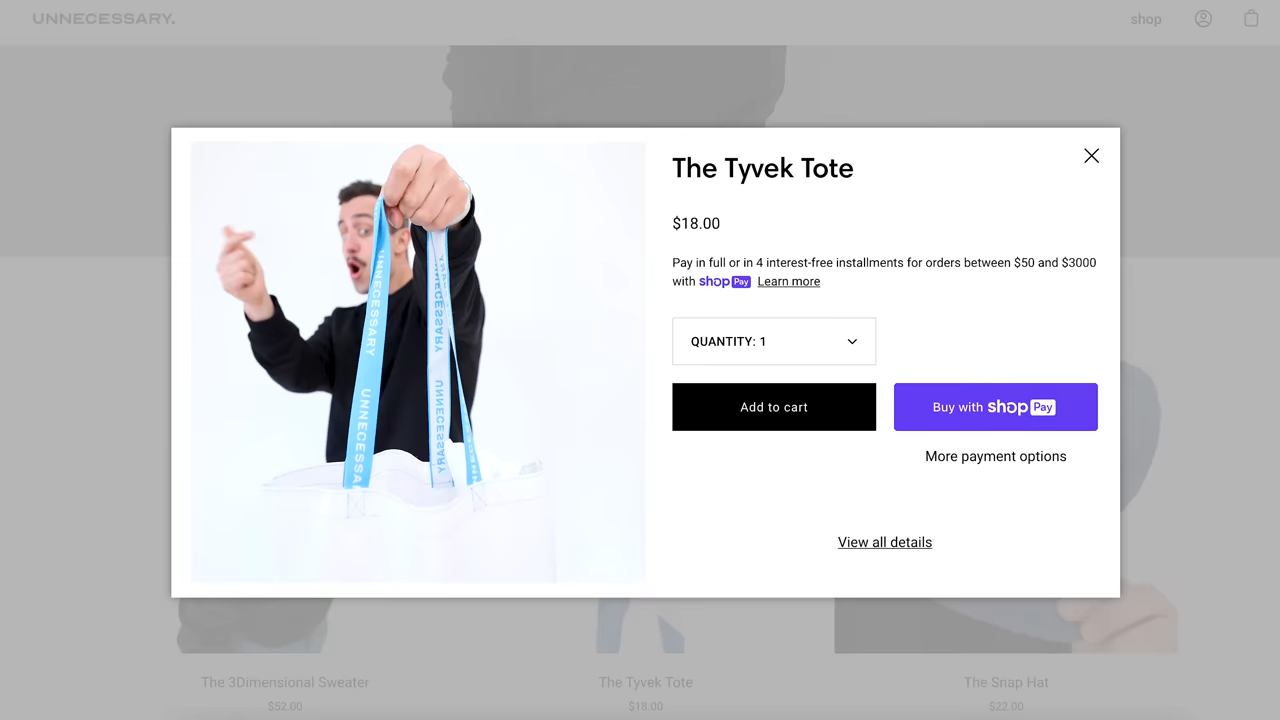 UNNECESSARY.
shop
The Tyvek Tote
$18.00
Pay in full or in 4 interest-free installments for orders between $50 and $3000
with shop Pay Learn more
QUANTITY: 1
Add to cart
Buy with shop Pay
More payment options
View all details
UNNECESSARY
UNNECESSARY
UNNECESSARY
UNNECESSARY
The 3Dimensional Sweater
The Tyvek Tote
The Snap Hat
$52.00
$18.00
$22.00